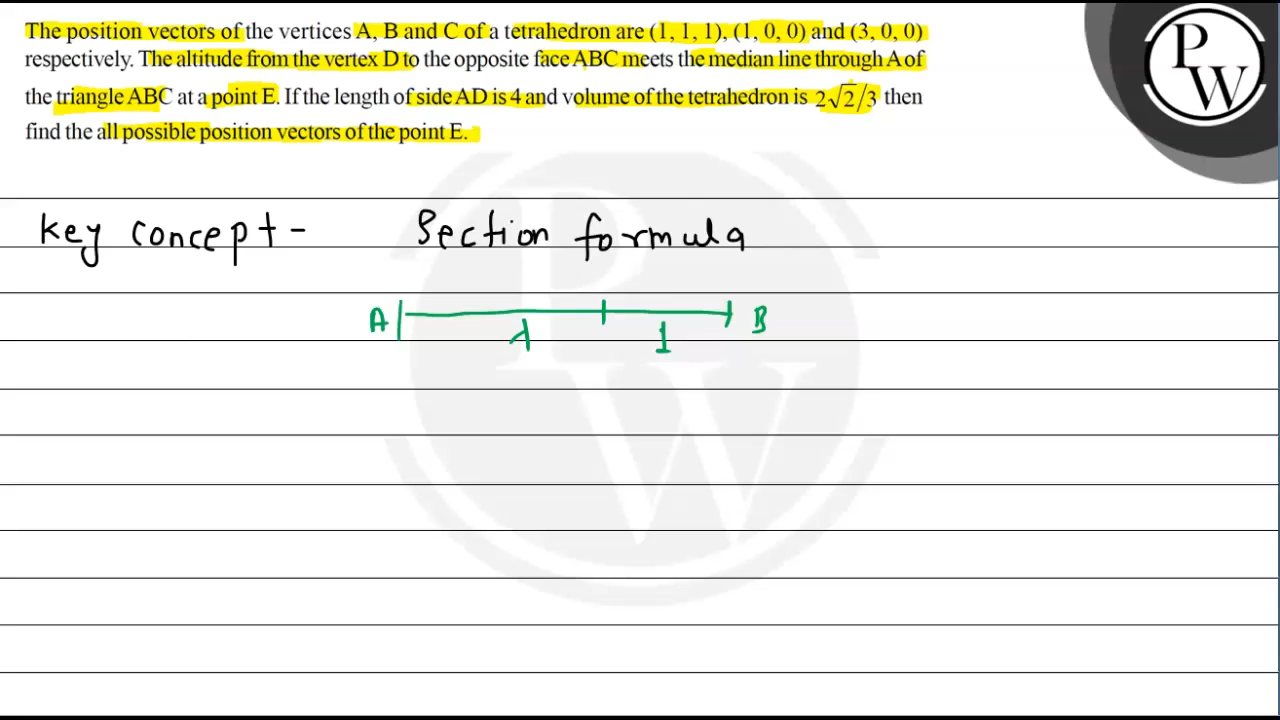 The position vectors of the vertices A, B and C of a tetrahedron are (1, 1, 1), (1, 0, 0) and (3, 0, 0)
respectively. The altitude from the vertex D to the opposite face ABC meets the median line through A of
the triangle ABC at a point E. If the length of side AD is 4 and volume of the tetrahedron is 2√2/3 then
find the all possible position vectors of the point E.
P
W
key concept- Section formula
A B
λ 1
P
W